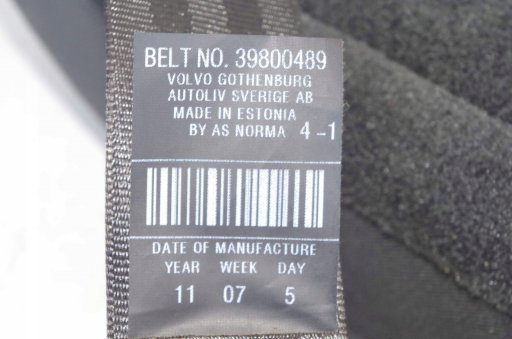 BELT NO. 39800489
VOLVO GOTHENBURG
AUTOLIV SVERIGE AB
MADE IN ESTONIA
BY AS NORMA 4-1
DATE OF MANUFACTURE
YEAR WEEK DAY
11 07 5